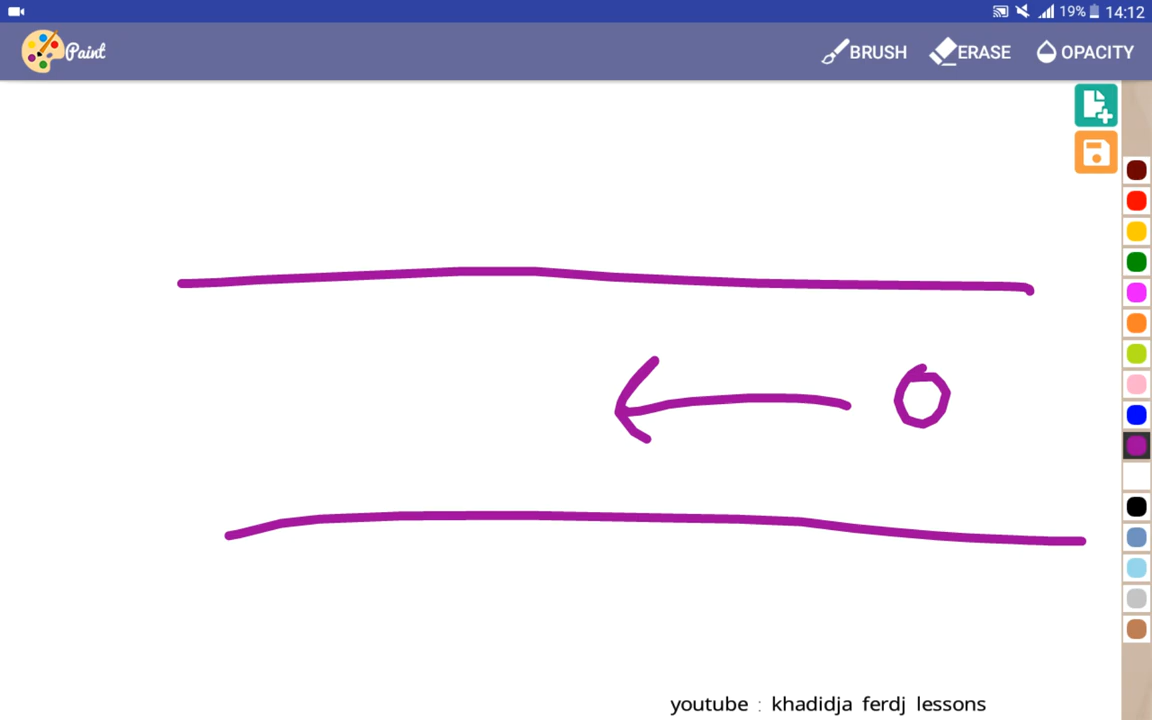 19% 14:12
Paint BRUSH ERASE OPACITY
youtube : khadidja ferdj lessons